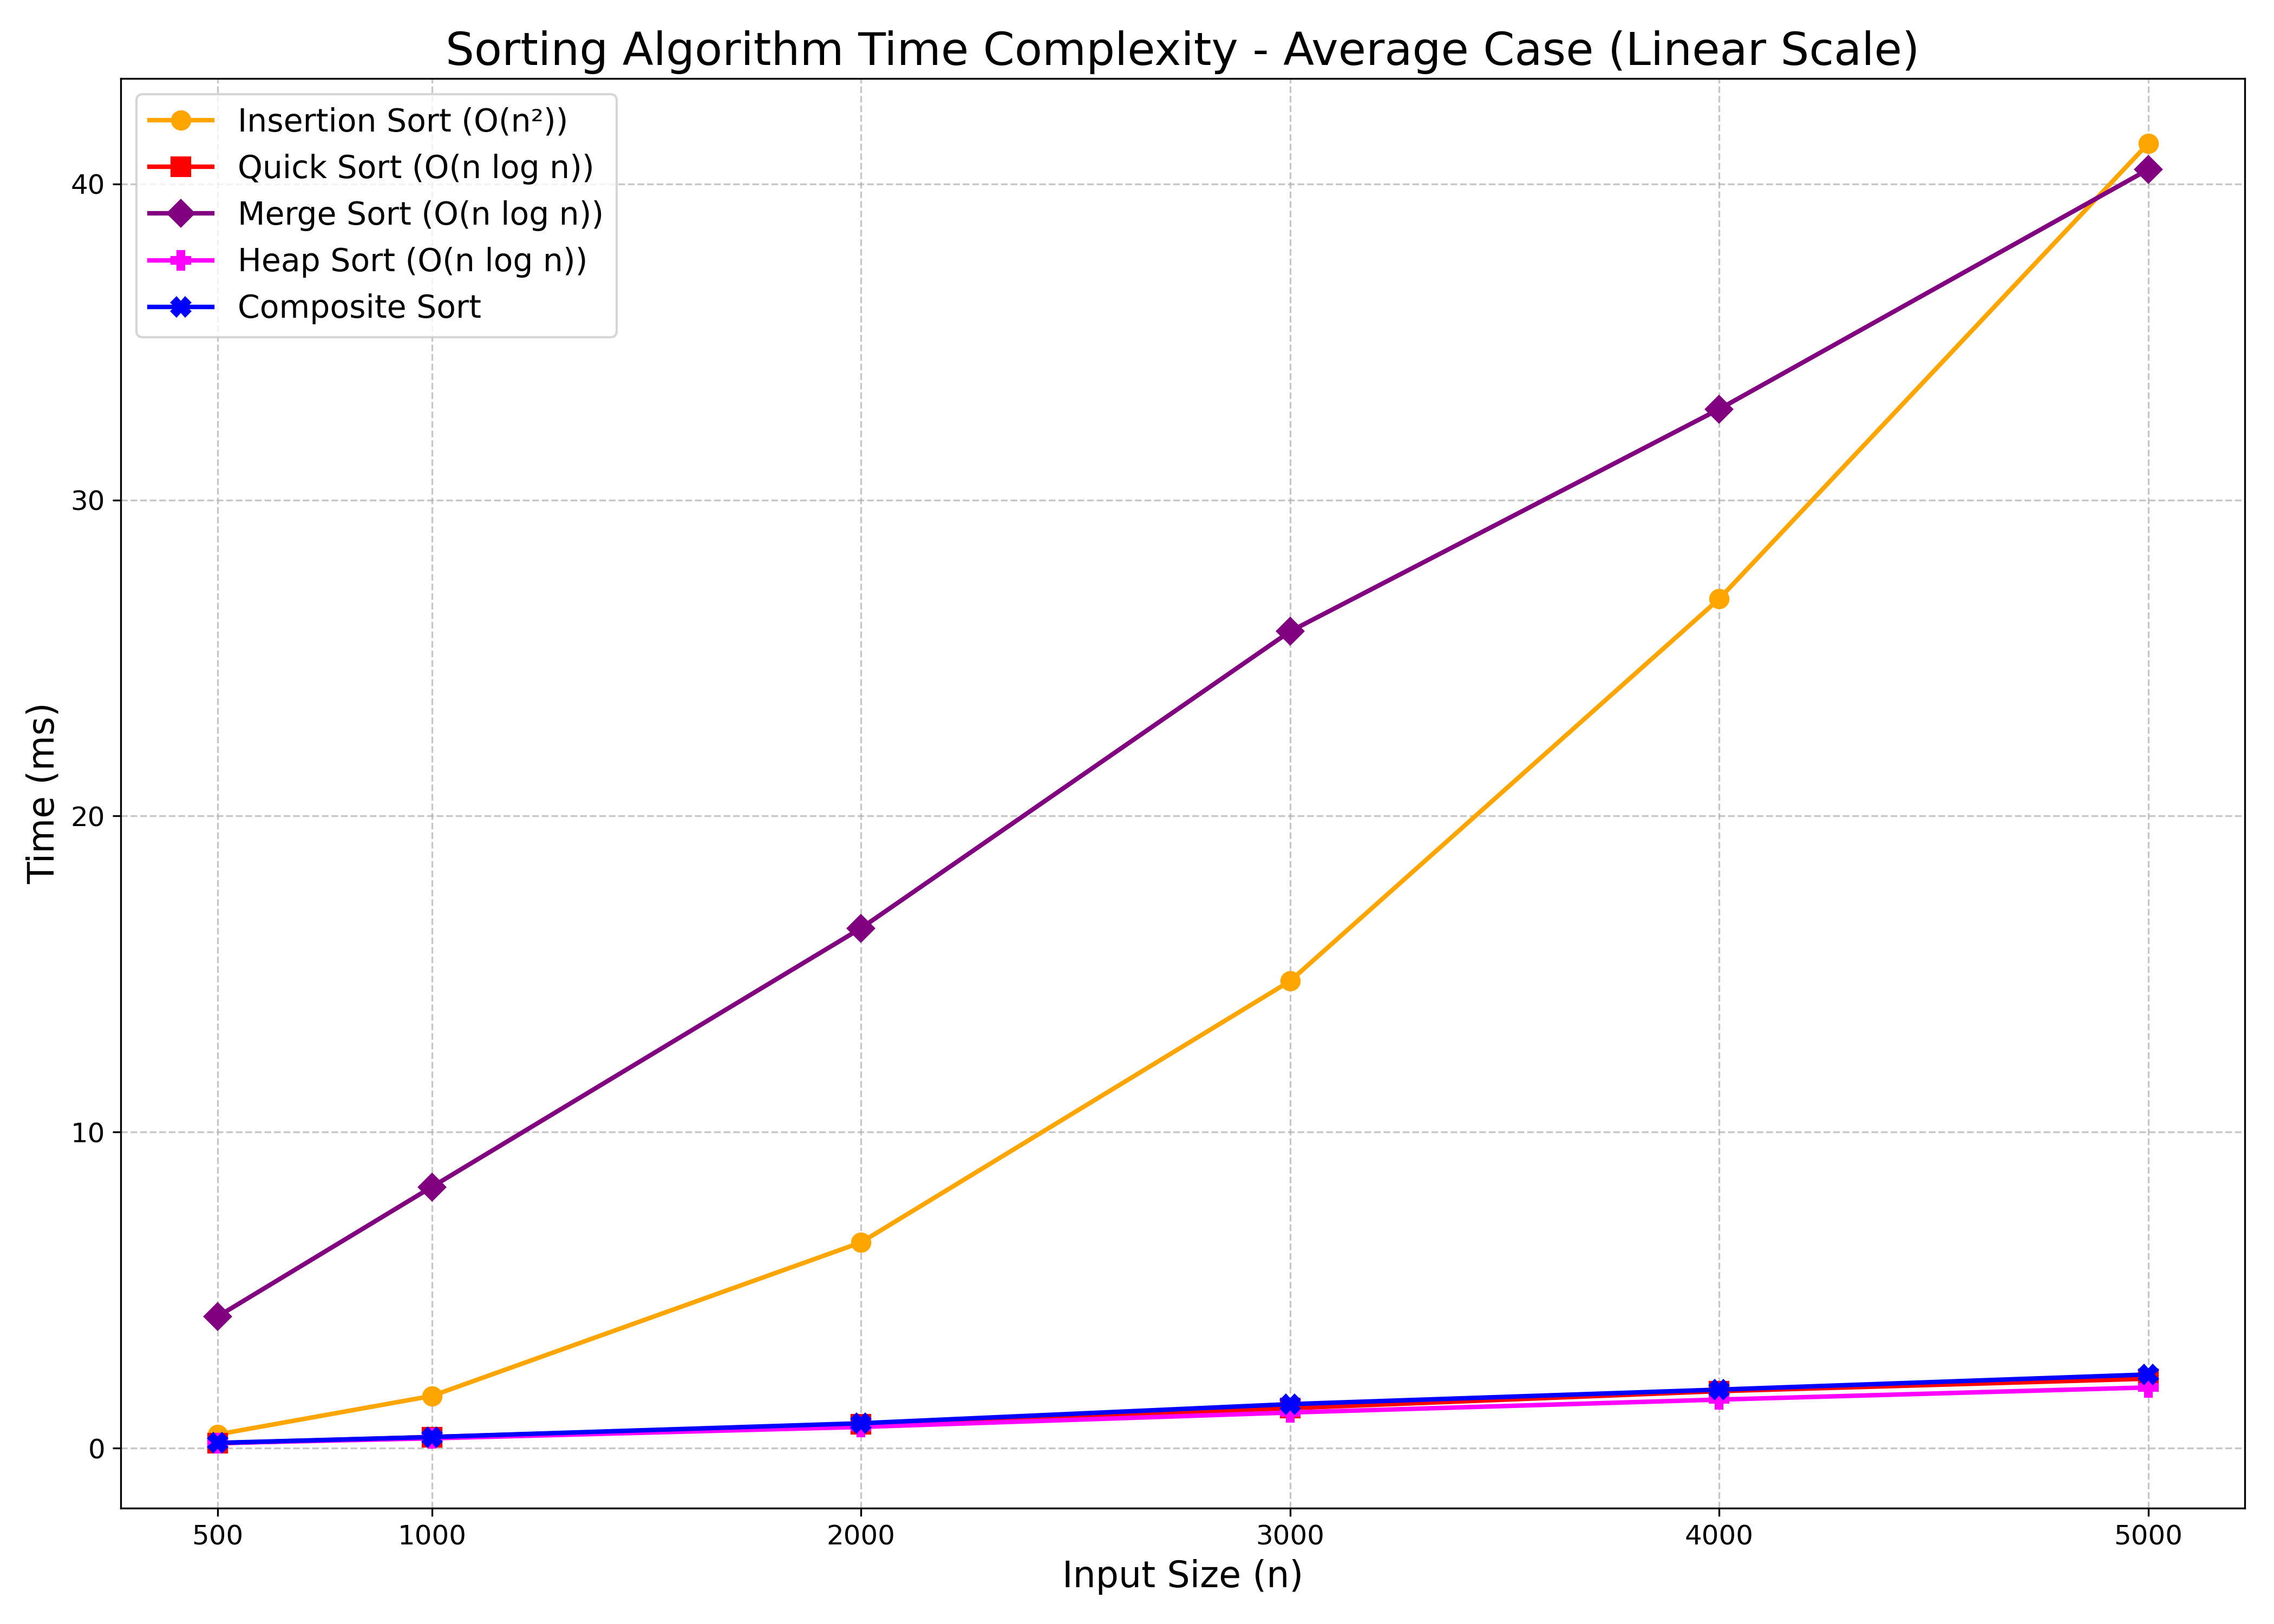 Sorting Algorithm Time Complexity - Average Case (Linear Scale)
Insertion Sort (O(n²))
Quick Sort (O(n log n))
Merge Sort (O(n log n))
Heap Sort (O(n log n))
Composite Sort
Time (ms)
40
30
20
10
0
500 1000 2000 3000 4000 5000
Input Size (n)